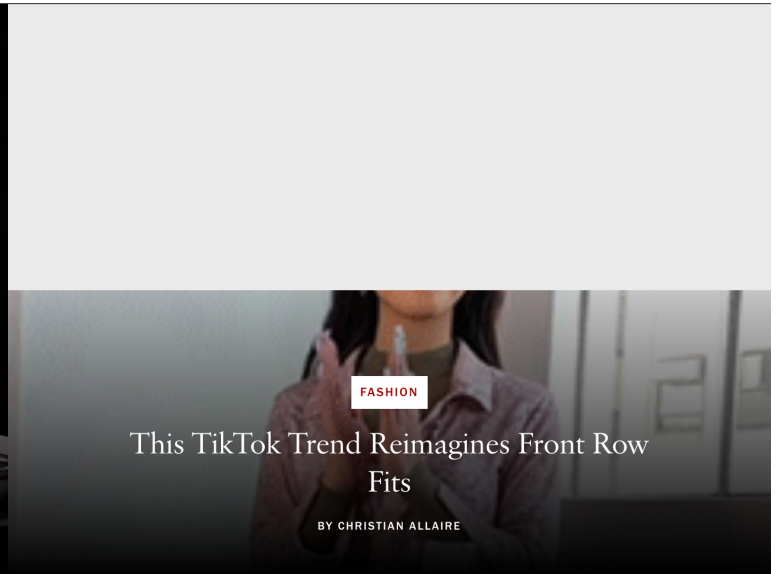 FASHION
This TikTok Trend Reimagines Front Row
Fits
BY CHRISTIAN ALLAIRE